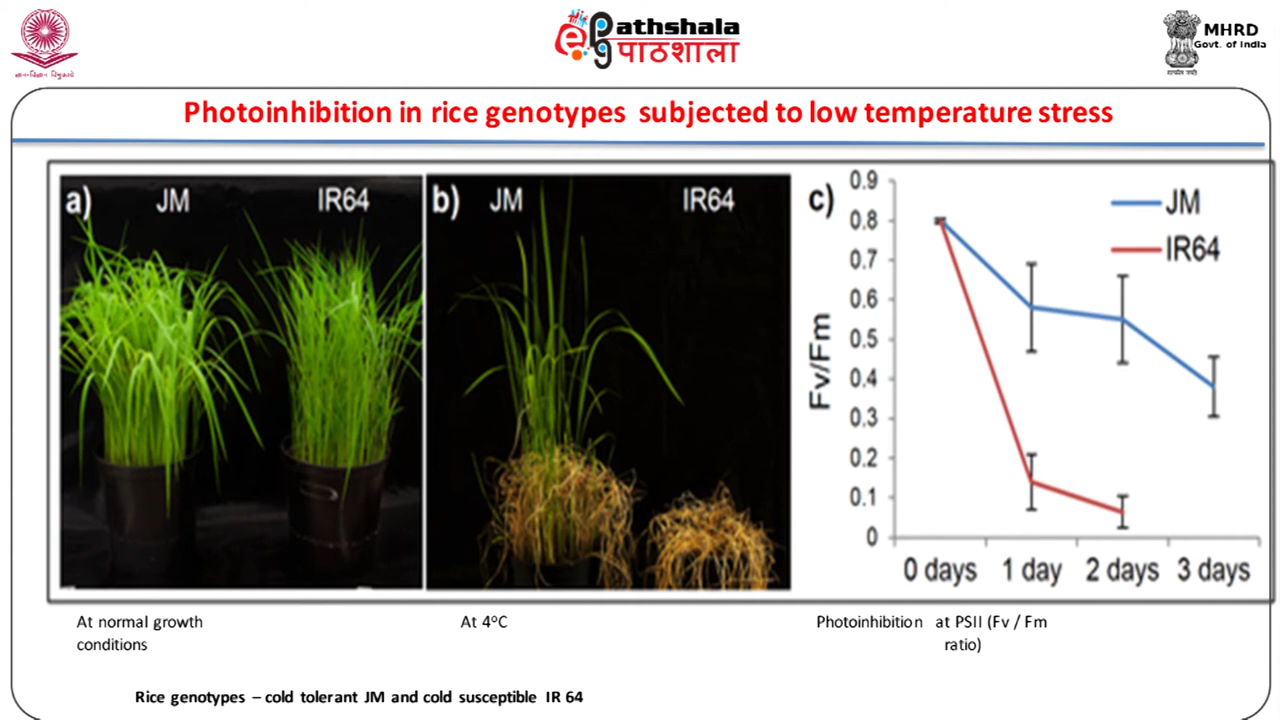 ePathshala
पाठशाला
MHRD
Govt. of India
Photoinhibition in rice genotypes subjected to low temperature stress
a) JM IR64
b) JM IR64
c)
JM
IR64
0.9
0.8
0.7
0.6
0.5
0.4
0.3
0.2
0.1
0
Fv/Fm
0 days 1 day 2 days 3 days
At normal growth
conditions
At 4°C
Photoinhibition at PSII (Fv / Fm
ratio)
Rice genotypes – cold tolerant JM and cold susceptible IR 64